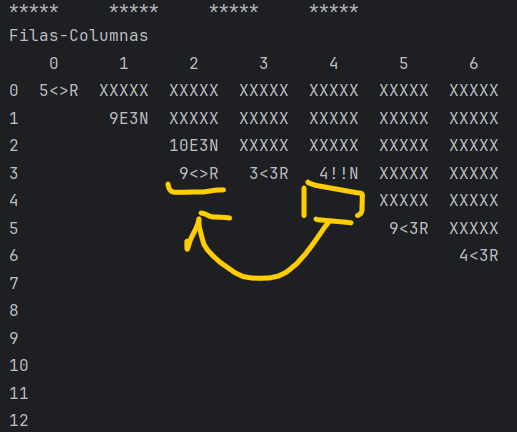 *****     *****     *****     *****
Filas-Columnas
    0      1      2      3      4      5      6
0  5<>R  XXXXX  XXXXX  XXXXX  XXXXX  XXXXX  XXXXX
1         9E3N  XXXXX  XXXXX  XXXXX  XXXXX  XXXXX
2               10E3N  XXXXX  XXXXX  XXXXX  XXXXX
3                9<>R   3<3R   4!!N  XXXXX  XXXXX
4                                    XXXXX  XXXXX
5                                     9<3R  XXXXX
6                                            4<3R
7
8
9
10
11
12